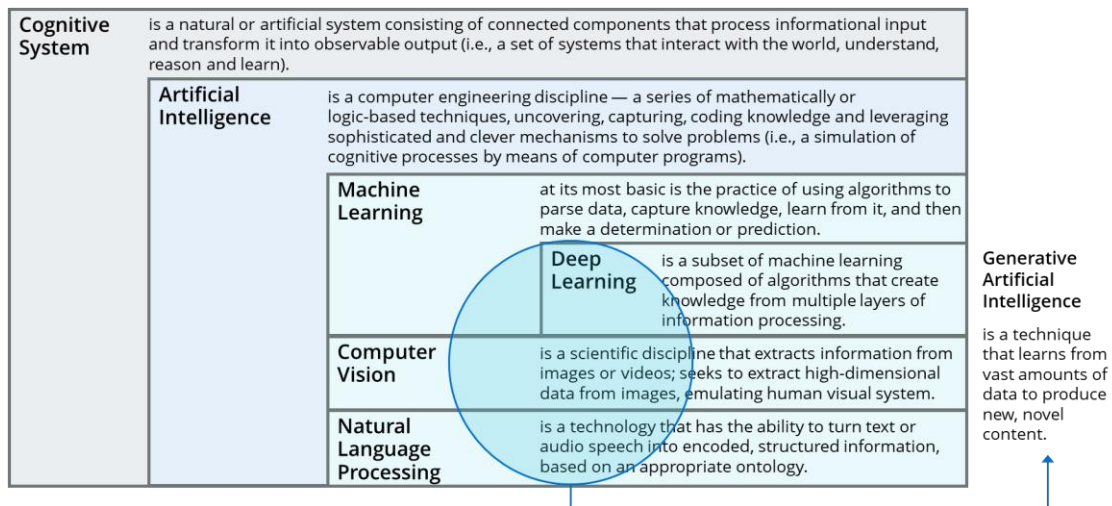 Cognitive
System
is a natural or artificial system consisting of connected components that process informational input
and transform it into observable output (i.e., a set of systems that interact with the world, understand,
reason and learn).
Artificial
Intelligence
is a computer engineering discipline — a series of mathematically or
logic-based techniques, uncovering, capturing, coding knowledge and leveraging
sophisticated and clever mechanisms to solve problems (i.e., a simulation of
cognitive processes by means of computer programs).
Machine
Learning
at its most basic is the practice of using algorithms to
parse data, capture knowledge, learn from it, and then
make a determination or prediction.
Deep
Learning
is a subset of machine learning
composed of algorithms that create
knowledge from multiple layers of
information processing.
Computer
Vision
is a scientific discipline that extracts information from
images or videos; seeks to extract high-dimensional
data from images, emulating human visual system.
Natural
Language
Processing
is a technology that has the ability to turn text or
audio speech into encoded, structured information,
based on an appropriate ontology.
Generative
Artificial
Intelligence
is a technique
that learns from
vast amounts of
data to produce
new, novel
content.